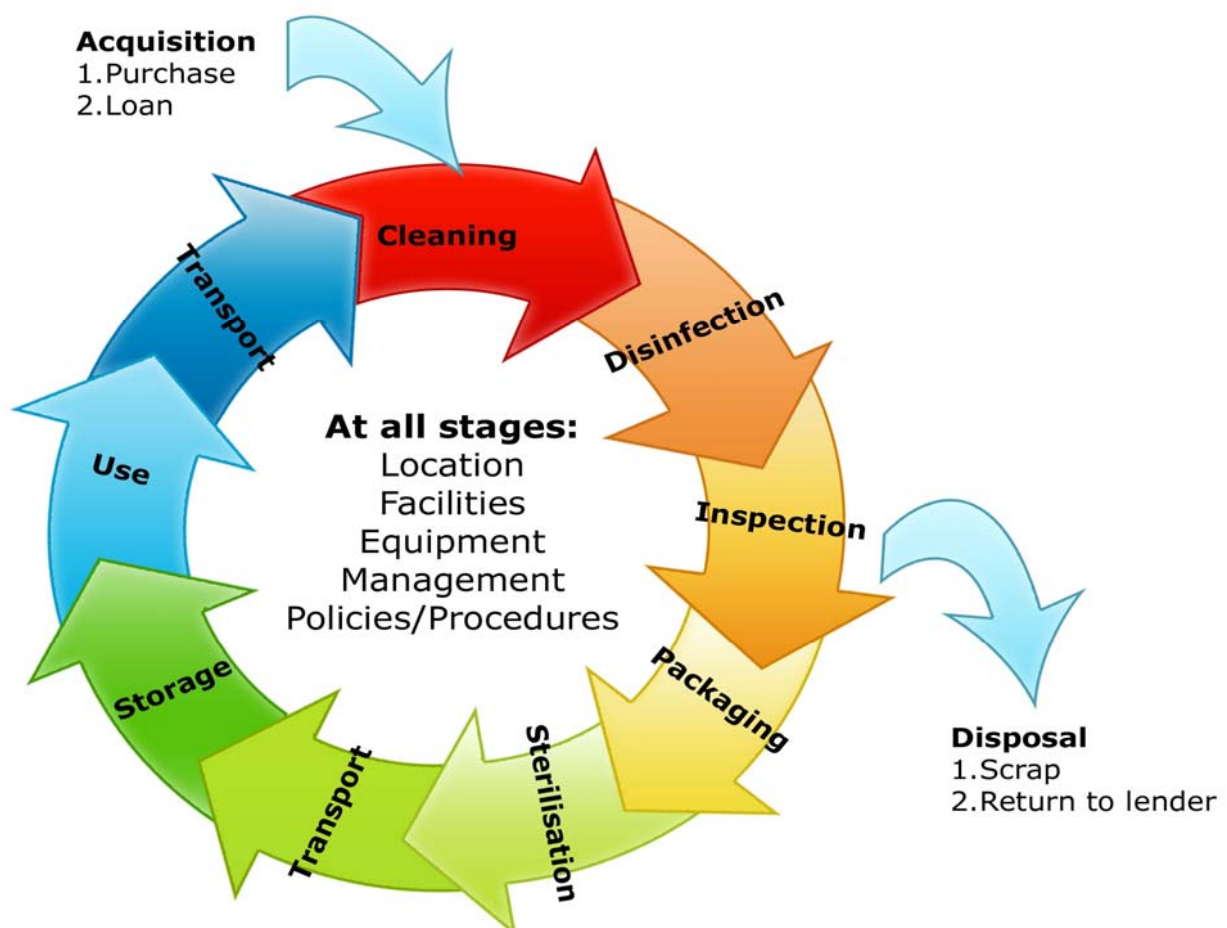 Acquisition
1.Purchase
2.Loan
Cleaning
Disinfection
Inspection
Packaging
Sterilisation
Transport
Storage
Use
Transport
At all stages:
Location
Facilities
Equipment
Management
Policies/Procedures
Disposal
1.Scrap
2.Return to lender